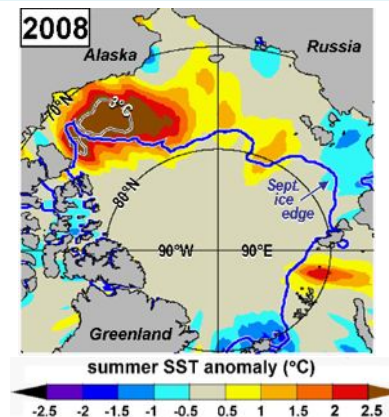 2008
Alaska
Russia
70°N
3°C
80°N
Sept.
ice
edge
90°W
90°E
Greenland
summer SST anomaly (°C)
-2.5 -2 -1.5 -1 -0.5 0.5 1 1.5 2 2.5